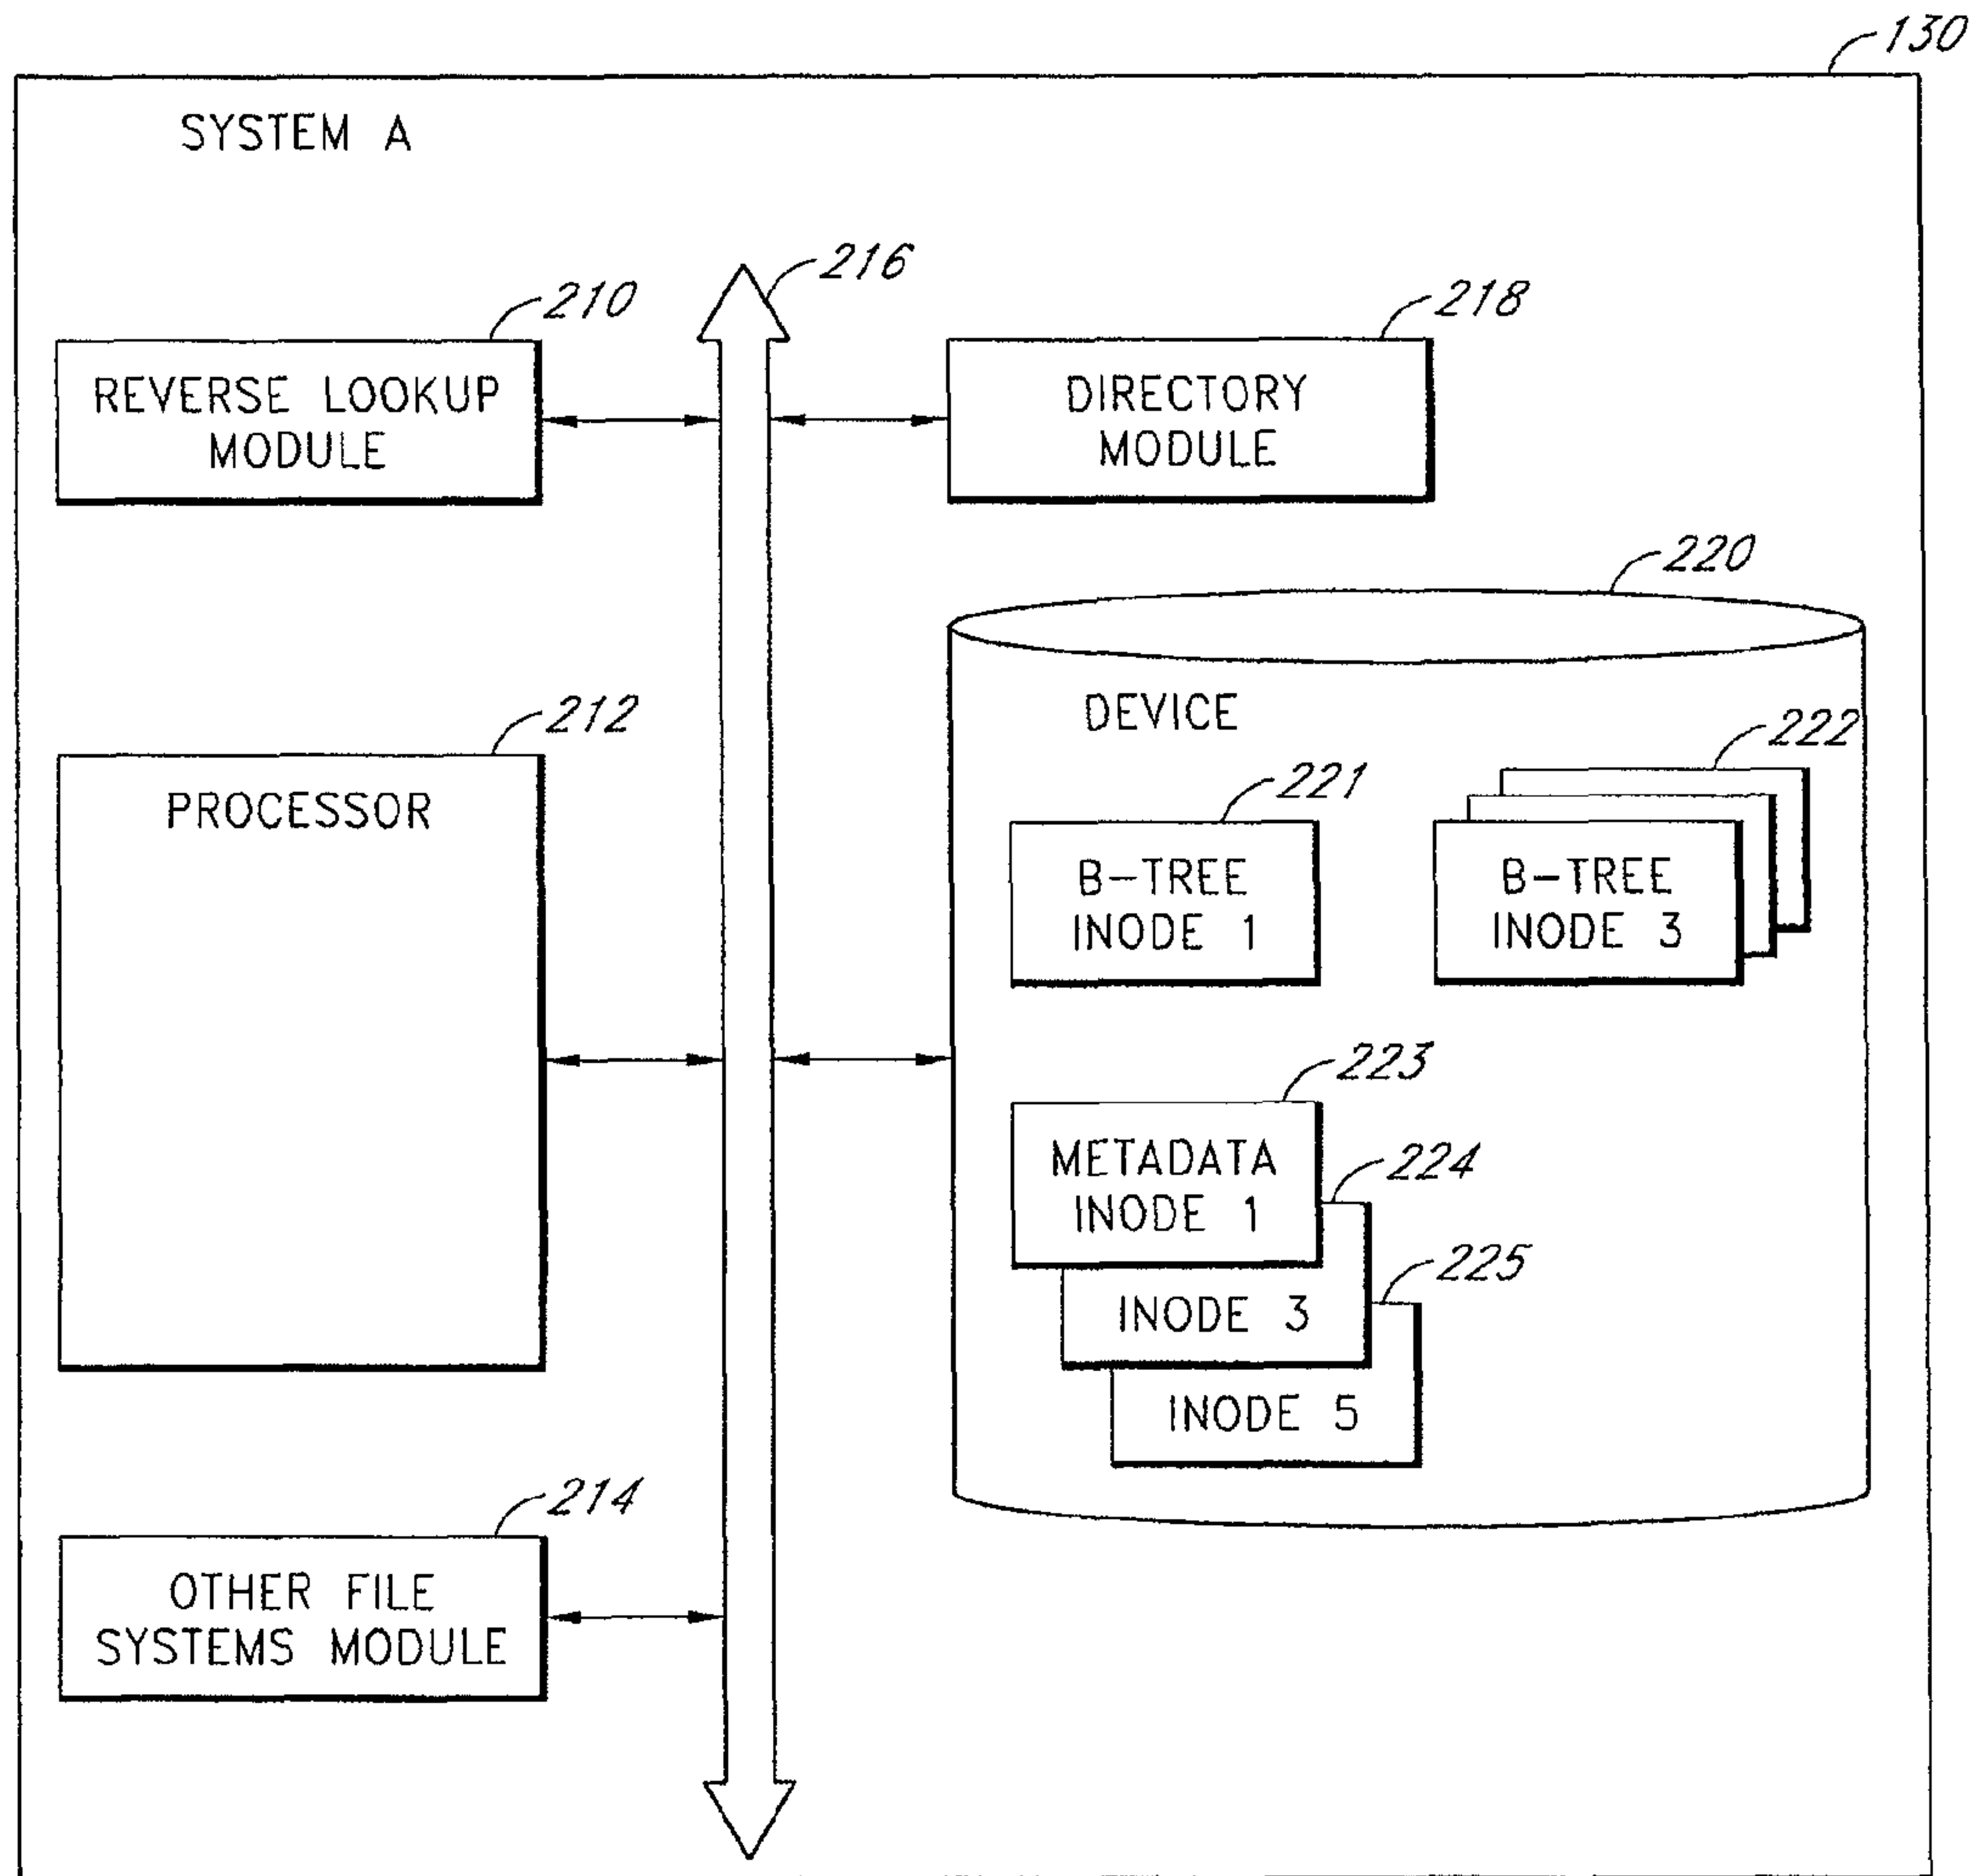 130
SYSTEM A
216
210
REVERSE LOOKUP
MODULE
218
DIRECTORY
MODULE
220
DEVICE
212
PROCESSOR
221
B-TREE
INODE 1
222
B-TREE
INODE 3
223
METADATA
INODE 1
224
INODE 3
225
INODE 5
214
OTHER FILE
SYSTEMS MODULE